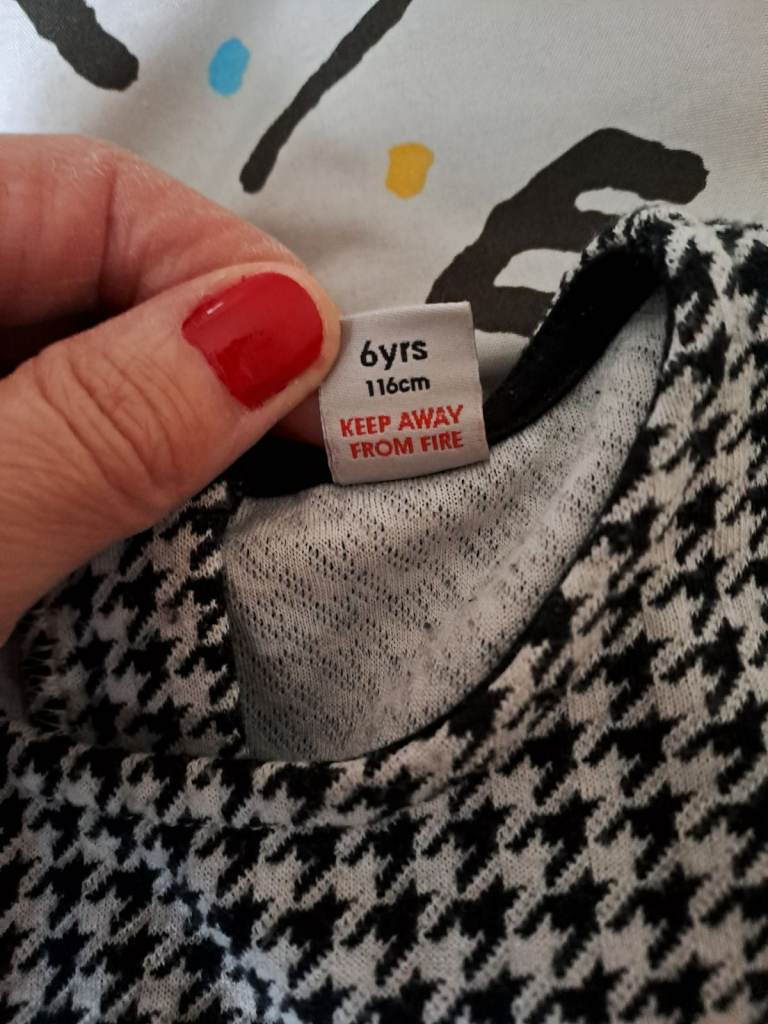 6yrs
116cm
KEEP AWAY
FROM FIRE